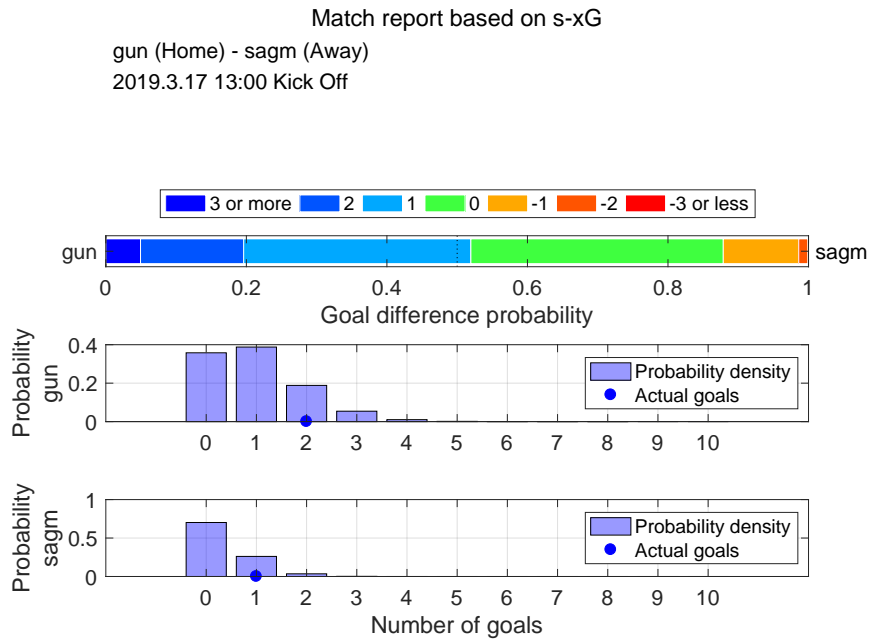 Match report based on s-xG
gun (Home) - sagm (Away)
2019.3.17 13:00 Kick Off
3 or more 2 1 0 -1 -2 -3 or less
gun sagm
0 0.2 0.4 0.6 0.8 1
Goal difference probability
Probability
gun
0.4
0.2
0
Probability density
Actual goals
0 1 2 3 4 5 6 7 8 9 10
Probability
sagm
1
0.5
0
Probability density
Actual goals
0 1 2 3 4 5 6 7 8 9 10
Number of goals